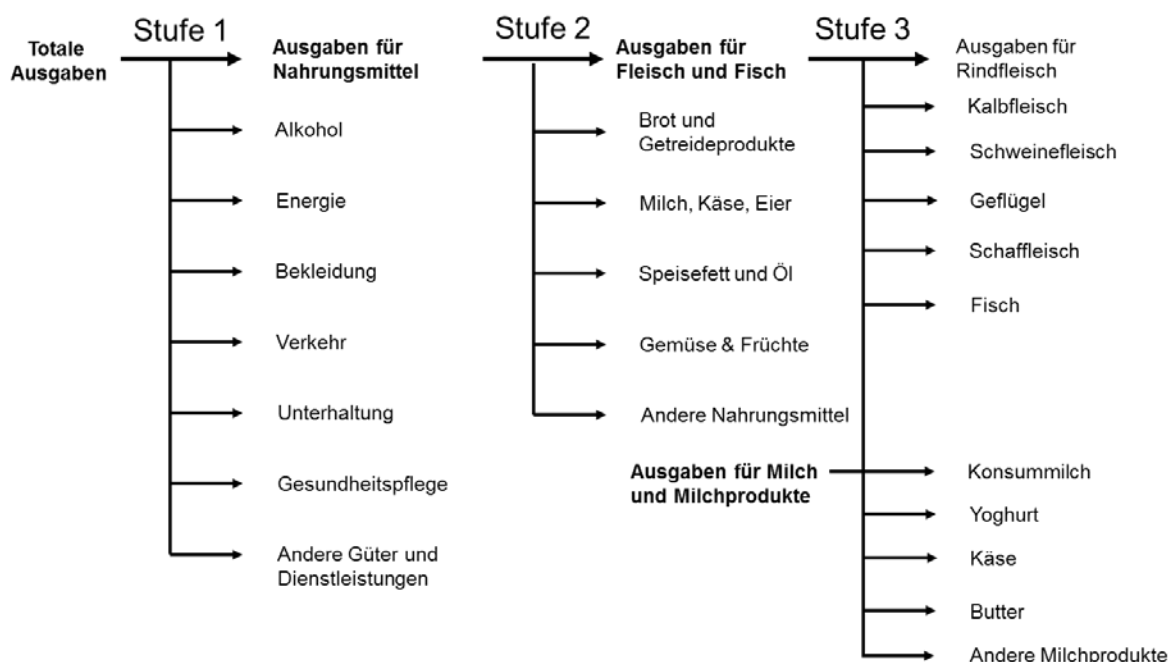 Stufe 1
Stufe 2
Stufe 3
Totale
Ausgaben
Ausgaben für
Nahrungsmittel
Alkohol
Energie
Bekleidung
Verkehr
Unterhaltung
Gesundheitspflege
Andere Güter und
Dienstleistungen
Ausgaben für
Fleisch und Fisch
Brot und
Getreideprodukte
Milch, Käse, Eier
Speisefett und Öl
Gemüse & Früchte
Andere Nahrungsmittel
Ausgaben für Milch
und Milchprodukte
Ausgaben für
Rindfleisch
Kalbfleisch
Schweinefleisch
Geflügel
Schaffleisch
Fisch
Konsummilch
Yoghurt
Käse
Butter
Andere Milchprodukte